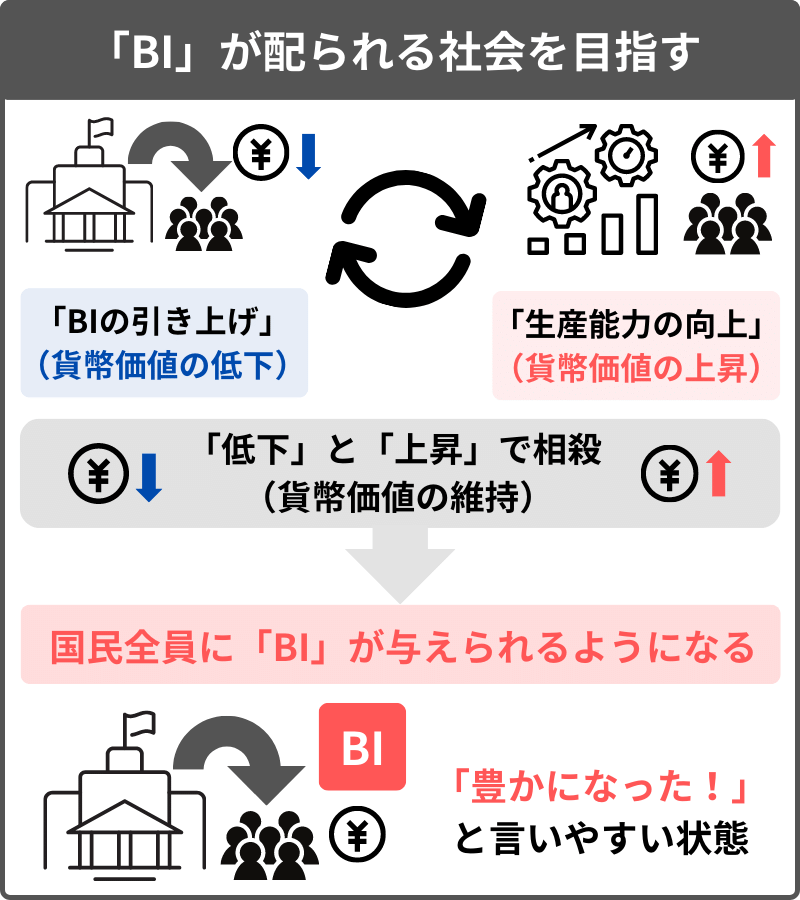 「BI」が配られる社会を目指す
¥
¥
「BIの引き上げ」
（貨幣価値の低下）
「生産能力の向上」
（貨幣価値の上昇）
¥
「低下」と「上昇」で相殺
（貨幣価値の維持）
¥
国民全員に「BI」が与えられるようになる
BI
¥
「豊かになった！」
と言いやすい状態